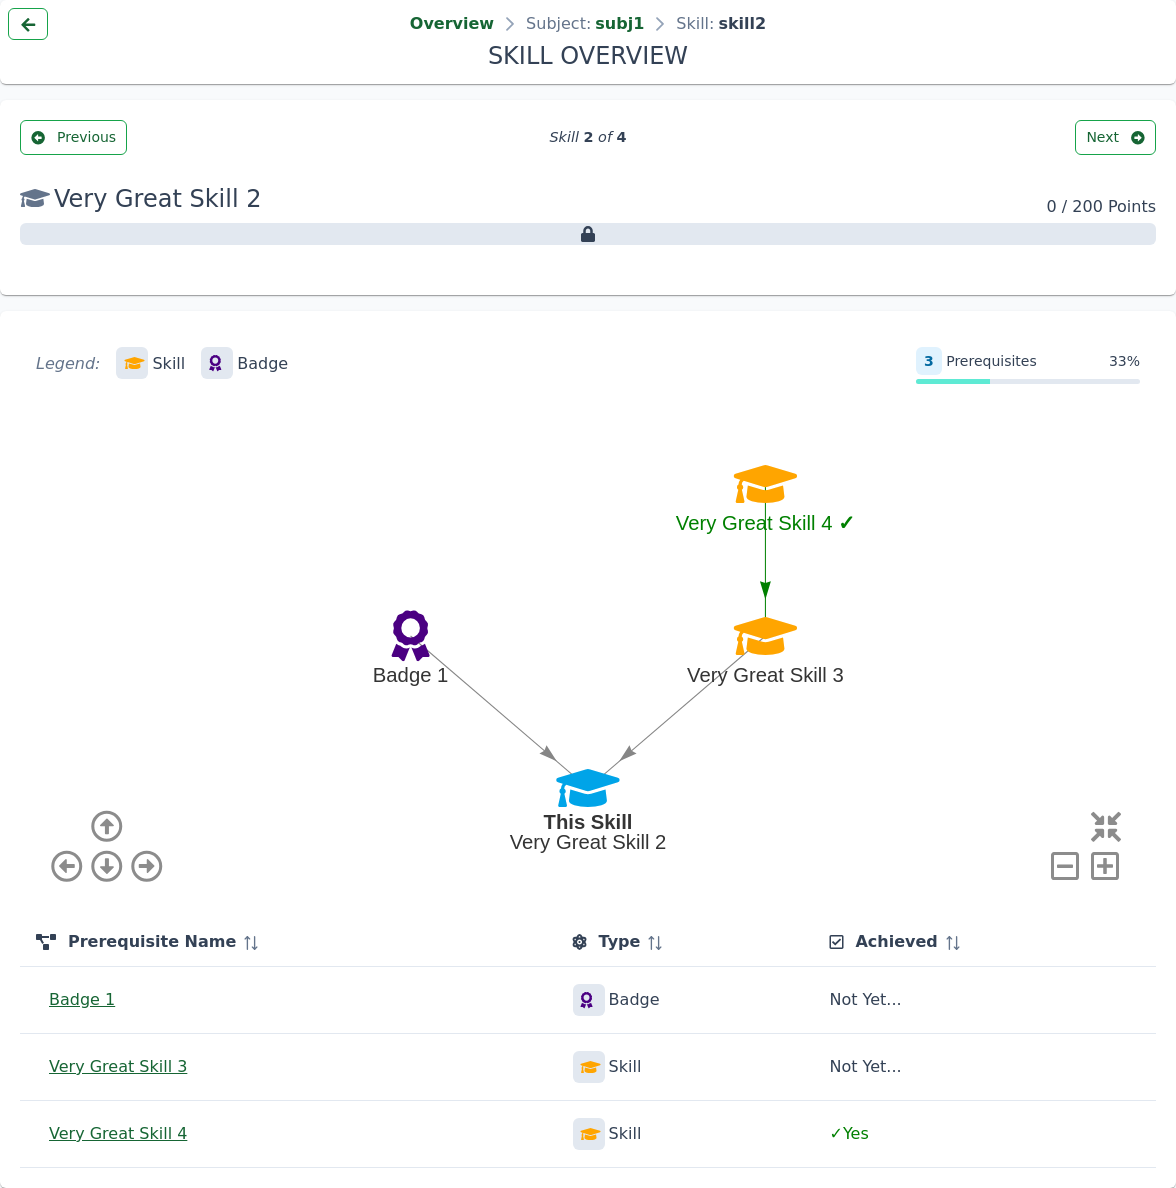 Overview > Subject: subj1 > Skill: skill2
SKILL OVERVIEW
Previous
Skill 2 of 4
Next
Very Great Skill 2
0 / 200 Points
Legend: Skill Badge
3 Prerequisites 33%
Very Great Skill 4 ✓
Badge 1
Very Great Skill 3
This Skill
Very Great Skill 2
Prerequisite Name Type Achieved
Badge 1 Badge Not Yet...
Very Great Skill 3 Skill Not Yet...
Very Great Skill 4 Skill ✓Yes